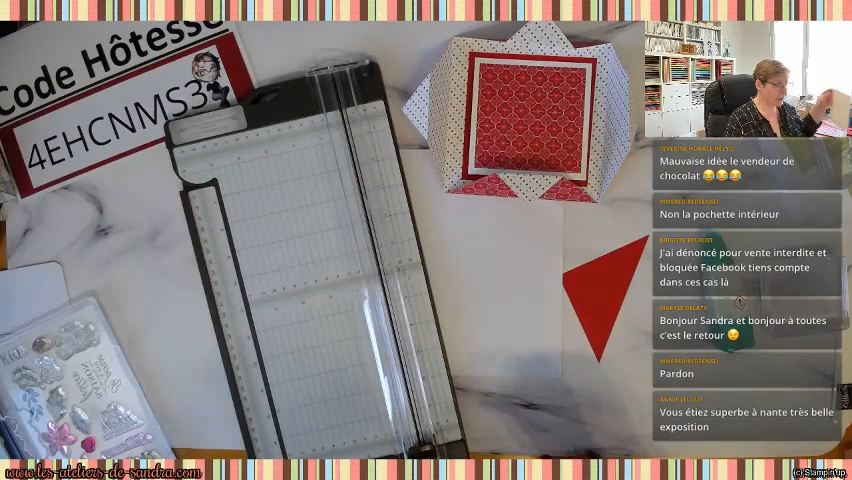 Code Hôtesse
4EHCNMS3
SEVERINE HORACE HELYO
Mauvaise idée le vendeur de
chocolat 😂😂😂
MMERED REDSENSEI
Non la pochette intérieur
BRIGITTE BEURIOT
J'ai dénoncé pour vente interdite et
bloquée Facebook tiens compte
dans ces cas là
MARYSE DELATY
Bonjour Sandra et bonjour à toutes
c'est le retour 😉
MMERED REDSENSEI
Pardon
ANNIE LELOUP
Vous étiez superbe à nante très belle
exposition
www.les-ateliers-de-sandra.com
(c) Stampin'up